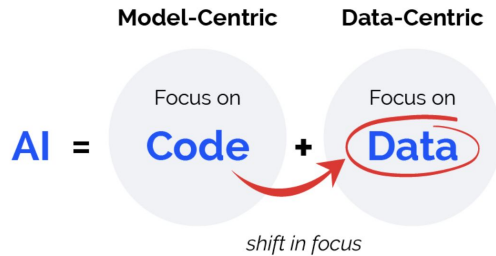 Model-Centric
Data-Centric
Focus on
Focus on
AI = Code + Data
shift in focus